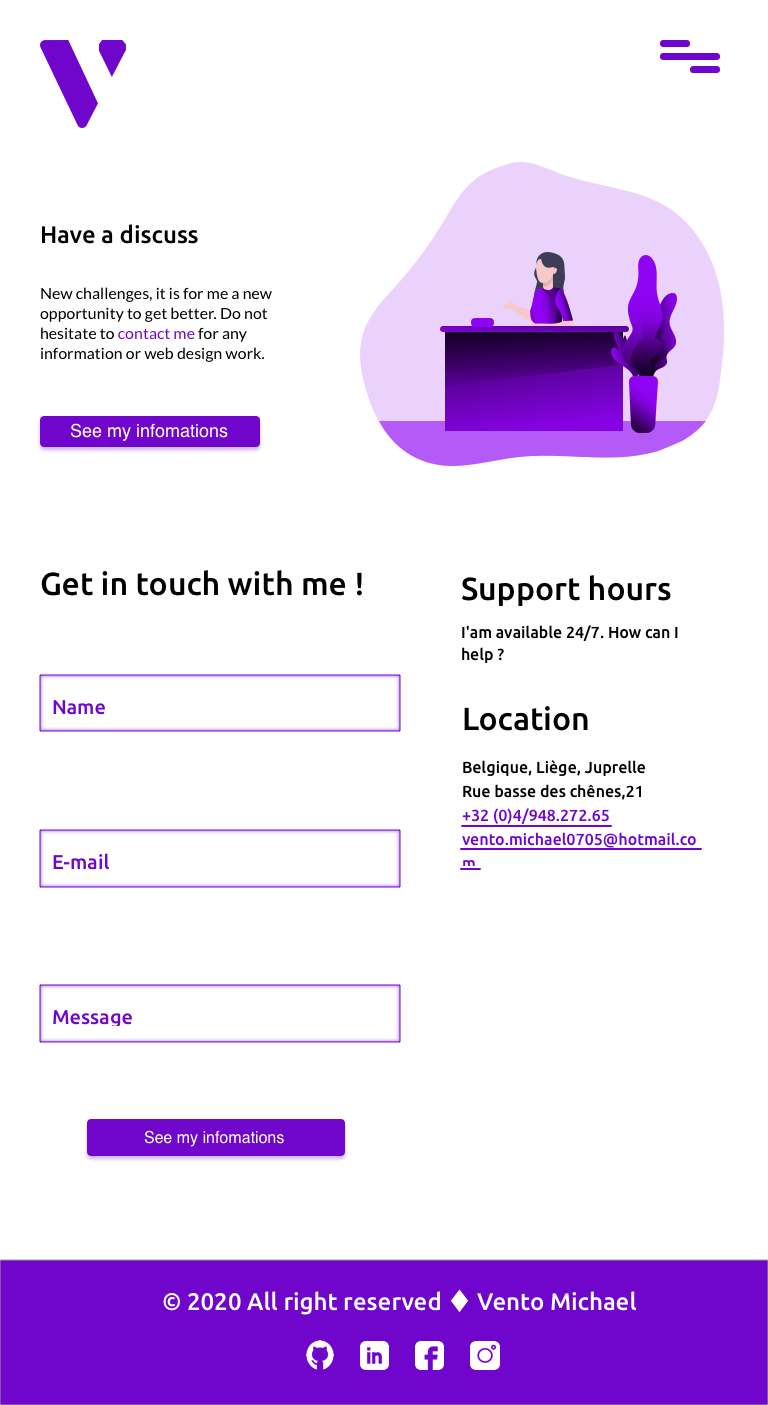 Have a discuss
New challenges, it is for me a new
opportunity to get better. Do not
hesitate to contact me for any
information or web design work.
See my infomations
Get in touch with me !
Name
E-mail
Message
See my infomations
Support hours
I'am available 24/7. How can I
help ?
Location
Belgique, Liège, Juprelle
Rue basse des chênes,21
+32 (0)4/948.272.65
vento.michael0705@hotmail.co
m
© 2020 All right reserved ♦ Vento Michael